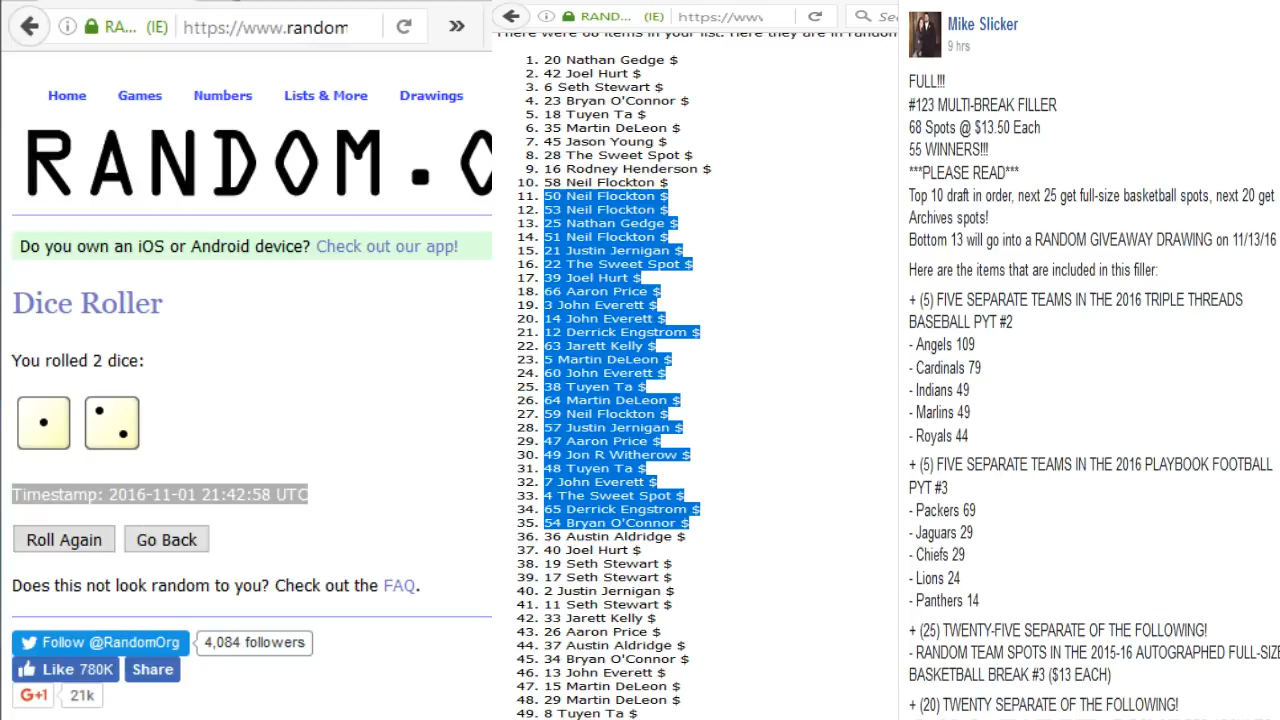 RA... (IE) https://www.random
Home Games Numbers Lists & More Drawings
RANDOM.O
Do you own an iOS or Android device? Check out our app!
Dice Roller
You rolled 2 dice:
Timestamp: 2016-11-01 21:42:58 UTC
Roll Again Go Back
Does this not look random to you? Check out the FAQ.
Follow @RandomOrg 4,084 followers
Like 780K Share
G+1 21k
RAND... (IE) https://ww
There were 68 items in your list. Here they are in random
1. 20 Nathan Gedge $
2. 42 Joel Hurt $
3. 6 Seth Stewart $
4. 23 Bryan O'Connor $
5. 18 Tuyen Ta $
6. 35 Martin DeLeon $
7. 45 Jason Young $
8. 28 The Sweet Spot $
9. 16 Rodney Henderson $
10. 58 Neil Flockton $
11. 50 Neil Flockton $
12. 53 Neil Flockton $
13. 25 Nathan Gedge $
14. 51 Neil Flockton $
15. 21 Justin Jernigan $
16. 22 The Sweet Spot $
17. 39 Joel Hurt $
18. 66 Aaron Price $
19. 3 John Everett $
20. 14 John Everett $
21. 12 Derrick Engstrom $
22. 63 Jarett Kelly $
23. 5 Martin DeLeon $
24. 60 John Everett $
25. 38 Tuyen Ta $
26. 64 Martin DeLeon $
27. 59 Neil Flockton $
28. 57 Justin Jernigan $
29. 47 Aaron Price $
30. 49 Jon R Witherow $
31. 48 Tuyen Ta $
32. 7 John Everett $
33. 4 The Sweet Spot $
34. 65 Derrick Engstrom $
35. 54 Bryan O'Connor $
36. 36 Austin Aldridge $
37. 40 Joel Hurt $
38. 19 Seth Stewart $
39. 17 Seth Stewart $
40. 2 Justin Jernigan $
41. 11 Seth Stewart $
42. 33 Jarett Kelly $
43. 26 Aaron Price $
44. 37 Austin Aldridge $
45. 34 Bryan O'Connor $
46. 13 John Everett $
47. 15 Martin DeLeon $
48. 29 Martin DeLeon $
49. 8 Tuyen Ta $
Mike Slicker
9 hrs
FULL!!!
#123 MULTI-BREAK FILLER
68 Spots @ $13.50 Each
55 WINNERS!!!
***PLEASE READ***
Top 10 draft in order, next 25 get full-size basketball spots, next 20 get
Archives spots!
Bottom 13 will go into a RANDOM GIVEAWAY DRAWING on 11/13/16
Here are the items that are included in this filler:
+ (5) FIVE SEPARATE TEAMS IN THE 2016 TRIPLE THREADS
BASEBALL PYT #2
- Angels 109
- Cardinals 79
- Indians 49
- Marlins 49
- Royals 44
+ (5) FIVE SEPARATE TEAMS IN THE 2016 PLAYBOOK FOOTBALL
PYT #3
- Packers 69
- Jaguars 29
- Chiefs 29
- Lions 24
- Panthers 14
+ (25) TWENTY-FIVE SEPARATE OF THE FOLLOWING!
- RANDOM TEAM SPOTS IN THE 2015-16 AUTOGRAPHED FULL-SIZE
BASKETBALL BREAK #3 ($13 EACH)
+ (20) TWENTY SEPARATE OF THE FOLLOWING!